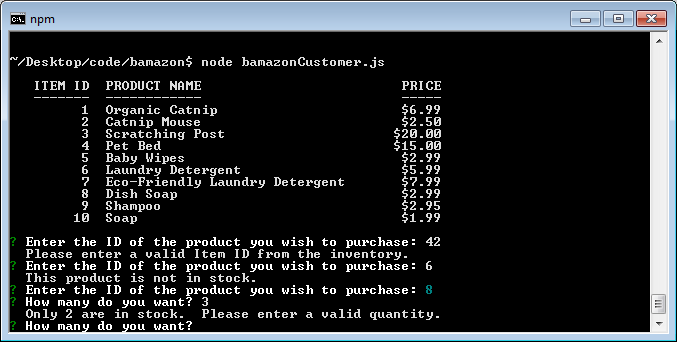 npm
~/Desktop/code/bamazon$ node bamazonCustomer.js
ITEM ID  PRODUCT NAME                         PRICE
-------  ------------                         -----
1  Organic Catnip                       $6.99
2  Catnip Mouse                         $2.50
3  Scratching Post                     $20.00
4  Pet Bed                             $15.00
5  Baby Wipes                           $2.99
6  Laundry Detergent                    $5.99
7  Eco-Friendly Laundry Detergent       $7.99
8  Dish Soap                            $2.99
9  Shampoo                              $2.95
10  Soap                                 $1.99
? Enter the ID of the product you wish to purchase: 42
Please enter a valid Item ID from the inventory.
? Enter the ID of the product you wish to purchase: 6
This product is not in stock.
? Enter the ID of the product you wish to purchase: 8
? How many do you want? 3
Only 2 are in stock.  Please enter a valid quantity.
? How many do you want?